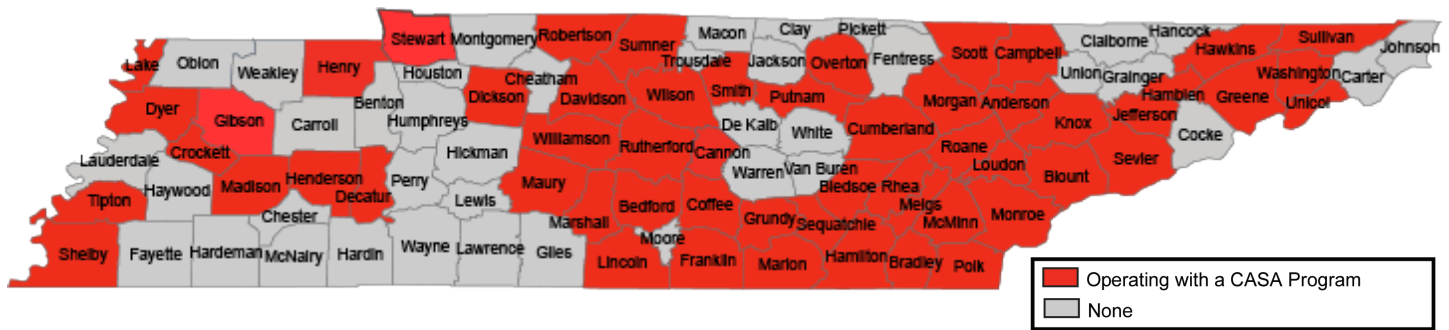 Stewart
Montgomery
Robertson
Sumner
Macon
Clay
Pickett
Trousdale
Jackson
Overton
Fentress
Scott
Campbell
Claiborne
Hancock
Hawkins
Sullivan
Johnson
Lake
Obion
Weakley
Henry
Houston
Dickson
Cheatham
Davidson
Wilson
Smith
Putnam
Morgan
Anderson
Union
Grainger
Hamblen
Greene
Washington
Carter
Unicoi
Dyer
Gibson
Carroll
Benton
Humphreys
Williamson
Rutherford
Cannon
De Kalb
White
Cumberland
Roane
Knox
Jefferson
Cocke
Lauderdale
Crockett
Haywood
Madison
Henderson
Decatur
Perry
Hickman
Lewis
Maury
Warren
Van Buren
Bledsoe
Rhea
Loudon
Blount
Sevier
Tipton
Chester
Marshall
Bedford
Coffee
Grundy
Sequatchie
Meigs
McMinn
Monroe
Shelby
Fayette
Hardeman
McNairy
Hardin
Wayne
Lawrence
Giles
Moore
Lincoln
Franklin
Marion
Hamilton
Bradley
Polk
Operating with a CASA Program
None